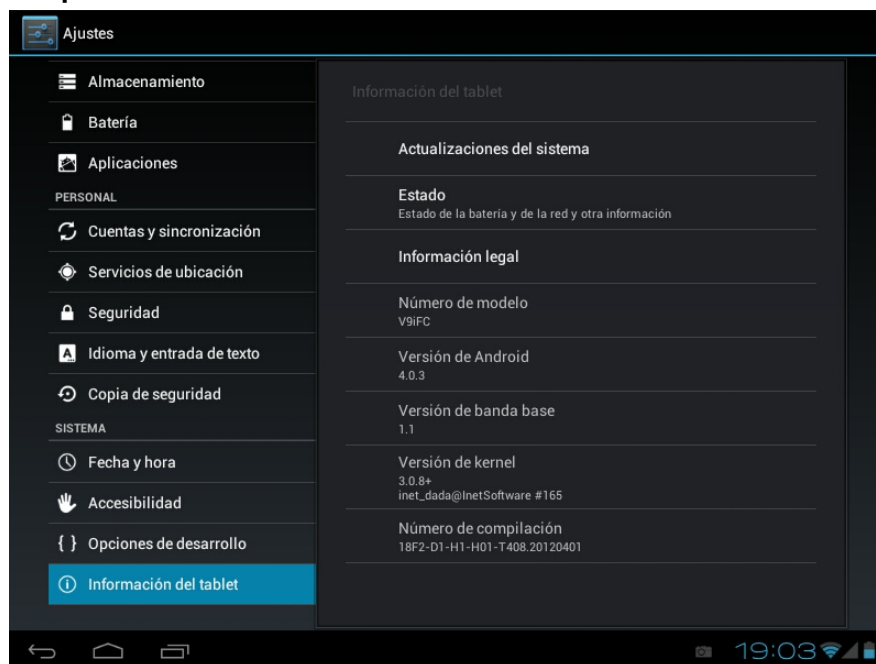 Ajustes
Almacenamiento
Batería
Aplicaciones
PERSONAL
Cuentas y sincronización
Servicios de ubicación
Seguridad
Idioma y entrada de texto
Copia de seguridad
SISTEMA
Fecha y hora
Accesibilidad
{ } Opciones de desarrollo
Información del tablet
Información del tablet
Actualizaciones del sistema
Estado
Estado de la batería y de la red y otra información
Información legal
Número de modelo
V9iFC
Versión de Android
4.0.3
Versión de banda base
1.1
Versión de kernel
3.0.8+
inet_dada@InetSoftware #165
Número de compilación
18F2-D1-H1-H01-T408.20120401
19:03